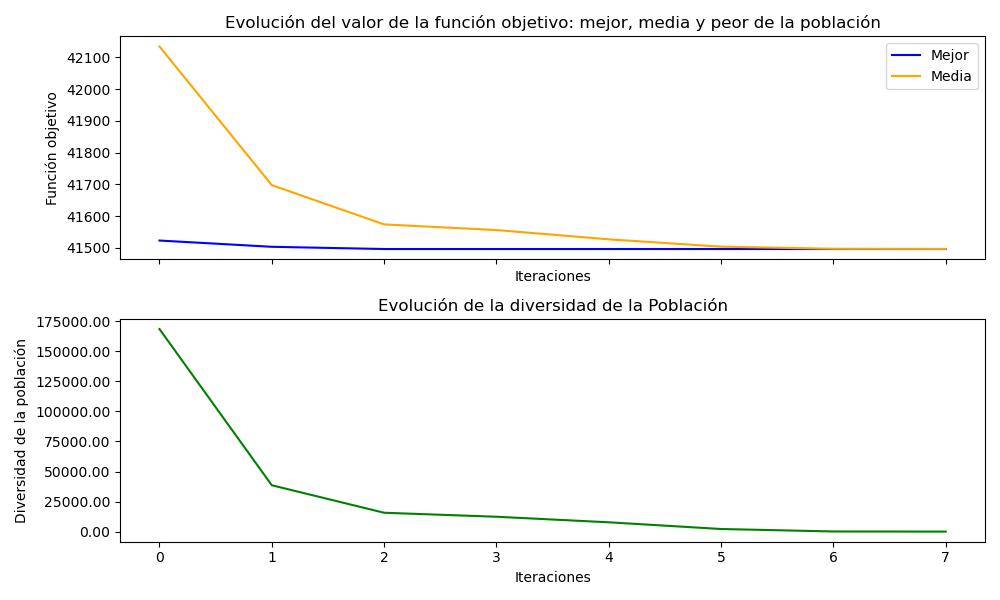 Evolución del valor de la función objetivo: mejor, media y peor de la población
Mejor
Media
42100
42000
41900
41800
41700
41600
41500
Función objetivo
Iteraciones
Evolución de la diversidad de la Población
175000.00
150000.00
125000.00
100000.00
75000.00
50000.00
25000.00
0.00
Diversidad de la población
0 1 2 3 4 5 6 7
Iteraciones